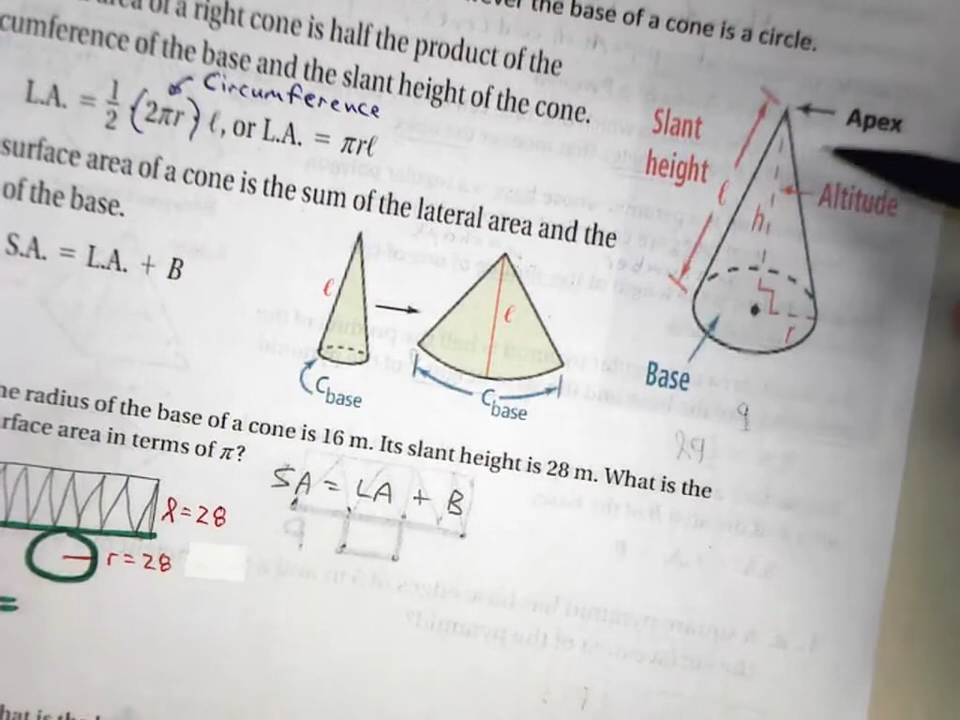 the base of a cone is a circle.
of a right cone is half the product of the
cumference of the base and the slant height of the cone.
Circumference
L.A. = 1/2 (2πr) ℓ, or L.A. = πrℓ
surface area of a cone is the sum of the lateral area and the
of the base.
S.A. = L.A. + B
Slant
height
ℓ
Apex
Altitude
h
r
Base
ℓ
ℓ
Cbase
Cbase
9
29
he radius of the base of a cone is 16 m. Its slant height is 28 m. What is the
rface area in terms of π?
SA = LA + B
ℓ=28
r=28
=